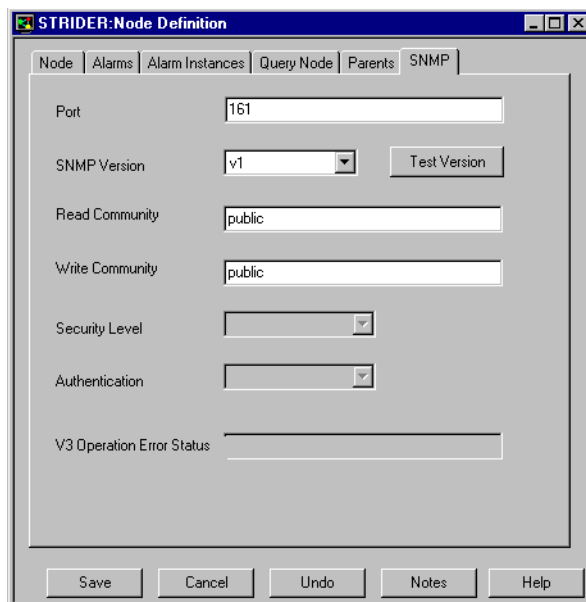 STRIDER:Node Definition
Node Alarms Alarm Instances Query Node Parents SNMP
Port 161
SNMP Version v1 Test Version
Read Community public
Write Community public
Security Level
Authentication
V3 Operation Error Status
Save Cancel Undo Notes Help